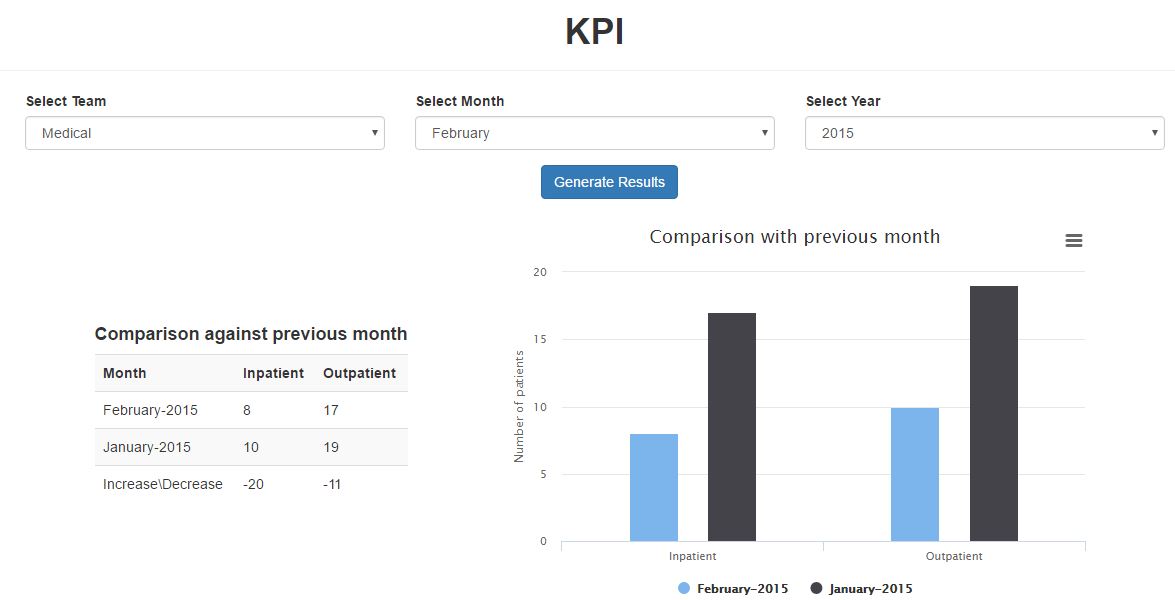 KPI
Select Team Select Month Select Year
Medical February 2015
Generate Results
Comparison against previous month
Month Inpatient Outpatient
February-2015 8 17
January-2015 10 19
Increase\Decrease -20 -11
Comparison with previous month
Number of patients
20
15
10
5
0
Inpatient Outpatient
February-2015 January-2015